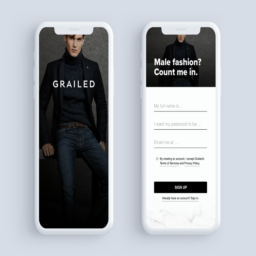 GRAILED
Male fashion?
Count me in.
My full name is...
I want my password to be...
Email me at...
By creating an account, I accept Grailed's
Terms of Services and Privacy Policy.
SIGN UP
Already have an account? Sign in